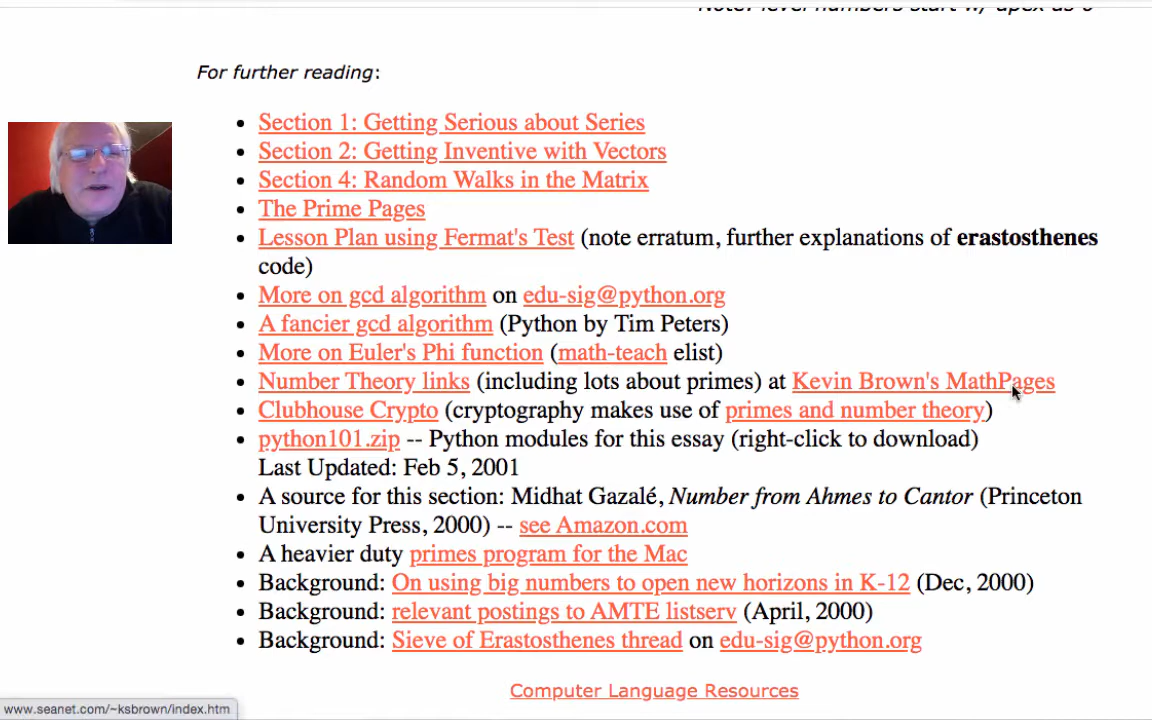 Note: level numbers start w/ apex as 0
For further reading:
Section 1: Getting Serious about Series
Section 2: Getting Inventive with Vectors
Section 4: Random Walks in the Matrix
The Prime Pages
Lesson Plan using Fermat's Test (note erratum, further explanations of erastosthenes
code)
More on gcd algorithm on edu-sig@python.org
A fancier gcd algorithm (Python by Tim Peters)
More on Euler's Phi function (math-teach elist)
Number Theory links (including lots about primes) at Kevin Brown's MathPages
Clubhouse Crypto (cryptography makes use of primes and number theory)
python101.zip -- Python modules for this essay (right-click to download)
Last Updated: Feb 5, 2001
A source for this section: Midhat Gazalé, Number from Ahmes to Cantor (Princeton
University Press, 2000) -- see Amazon.com
A heavier duty primes program for the Mac
Background: On using big numbers to open new horizons in K-12 (Dec, 2000)
Background: relevant postings to AMTE listserv (April, 2000)
Background: Sieve of Erastosthenes thread on edu-sig@python.org
Computer Language Resources
www.seanet.com/~ksbrown/index.htm